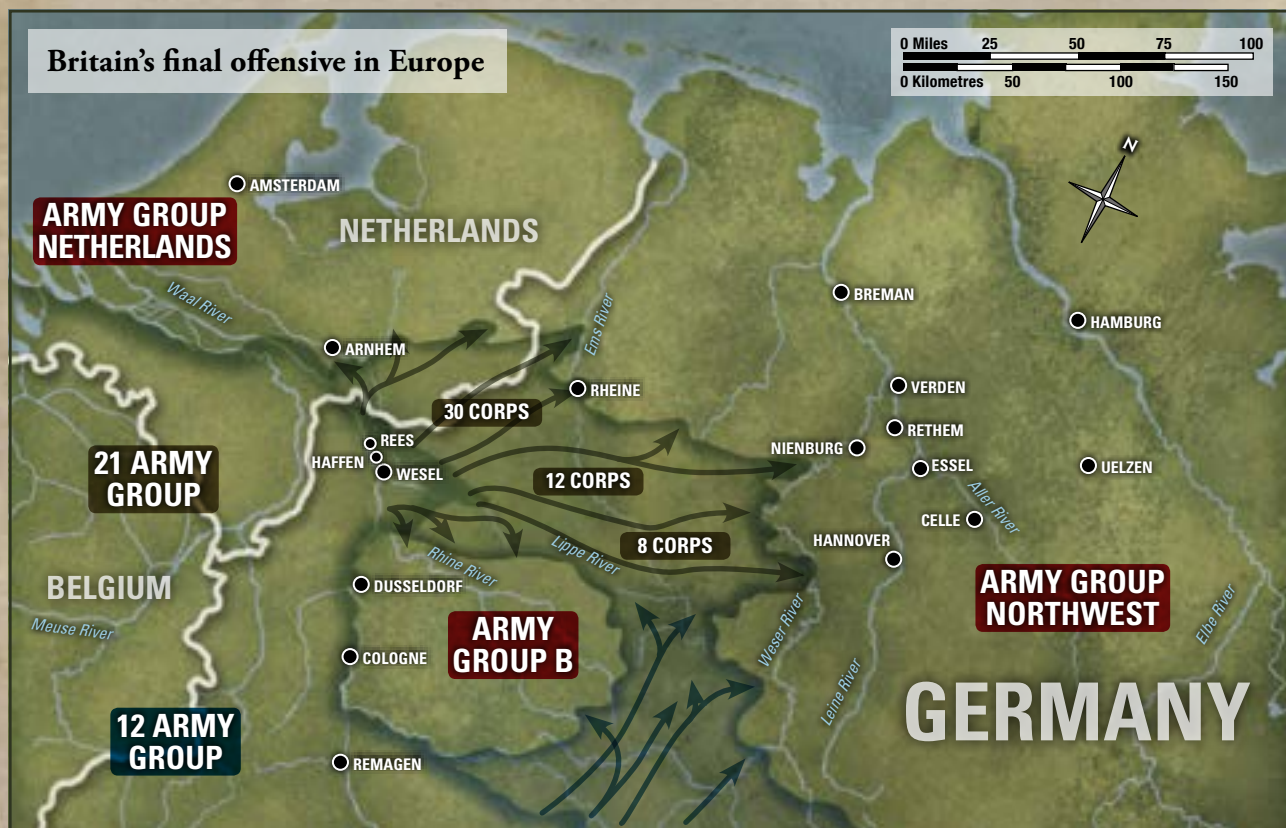 Britain's final offensive in Europe
0 Miles 25 50 75 100
0 Kilometres 50 100 150
N
AMSTERDAM
ARMY GROUP
NETHERLANDS
NETHERLANDS
Waal River
Ems River
BREMAN
HAMBURG
ARNHEM
RHEINE
VERDEN
30 CORPS
RETHEM
REES
NIENBURG
HAFFEN
WESEL
ESSEL
UELZEN
21 ARMY
GROUP
12 CORPS
Aller River
CELLE
8 CORPS
HANNOVER
Lippe River
Rhine River
BELGIUM
DUSSELDORF
ARMY GROUP
NORTHWEST
Meuse River
ARMY
GROUP B
Weser River
Elbe River
COLOGNE
Leine River
GERMANY
12 ARMY
GROUP
REMAGEN